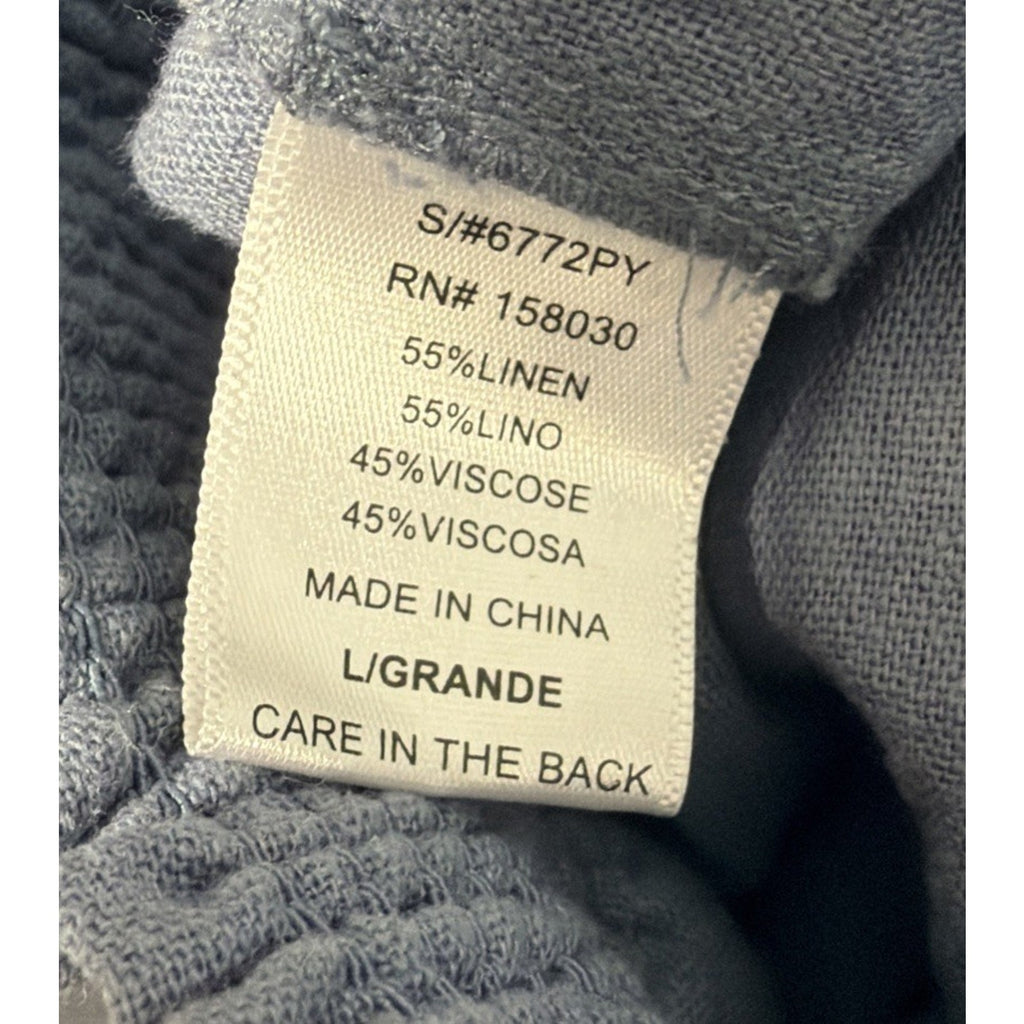 S/#6772PY
RN# 158030
55%LINEN
55%LINO
45%VISCOSE
45%VISCOSA
MADE IN CHINA
L/GRANDE
CARE IN THE BACK